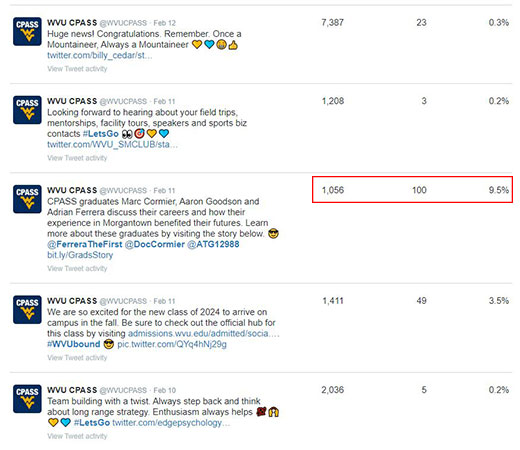 CPASS
WVU CPASS @WVUCPASS · Feb 12 7,387 23 0.3%
Huge news! Congratulations. Remember. Once a
Mountaineer, Always a Mountaineer 💛💙😀👍
twitter.com/billy_cedar/st…
View Tweet activity
CPASS
WVU CPASS @WVUCPASS · Feb 11 1,208 3 0.2%
Looking forward to hearing about your field trips,
mentorships, facility tours, speakers and sports biz
contacts #LetsGo 👀🎯💛💙
twitter.com/WVU_SMCLUB/sta…
View Tweet activity
CPASS
WVU CPASS @WVUCPASS · Feb 11 1,056 100 9.5%
CPASS graduates Marc Cormier, Aaron Goodson and
Adrian Ferrera discuss their careers and how their
experience in Morgantown benefited their futures. Learn
more about these graduates by visiting the story below. 😎
@FerreraTheFirst @DocCormier @ATG12988
bit.ly/GradsStory
View Tweet activity
CPASS
WVU CPASS @WVUCPASS · Feb 11 1,411 49 3.5%
We are so excited for the new class of 2024 to arrive on
campus in the fall. Be sure to check out the official hub for
this class by visiting admissions.wvu.edu/admitted/socia.…
#WVUbound 😎 pic.twitter.com/QYq4hNj29g
View Tweet activity
CPASS
WVU CPASS @WVUCPASS · Feb 10 2,036 5 0.2%
Team building with a twist. Always step back and think
about long range strategy. Enthusiasm always helps
💛💙 #LetsGo twitter.com/edgepsychology…
View Tweet activity